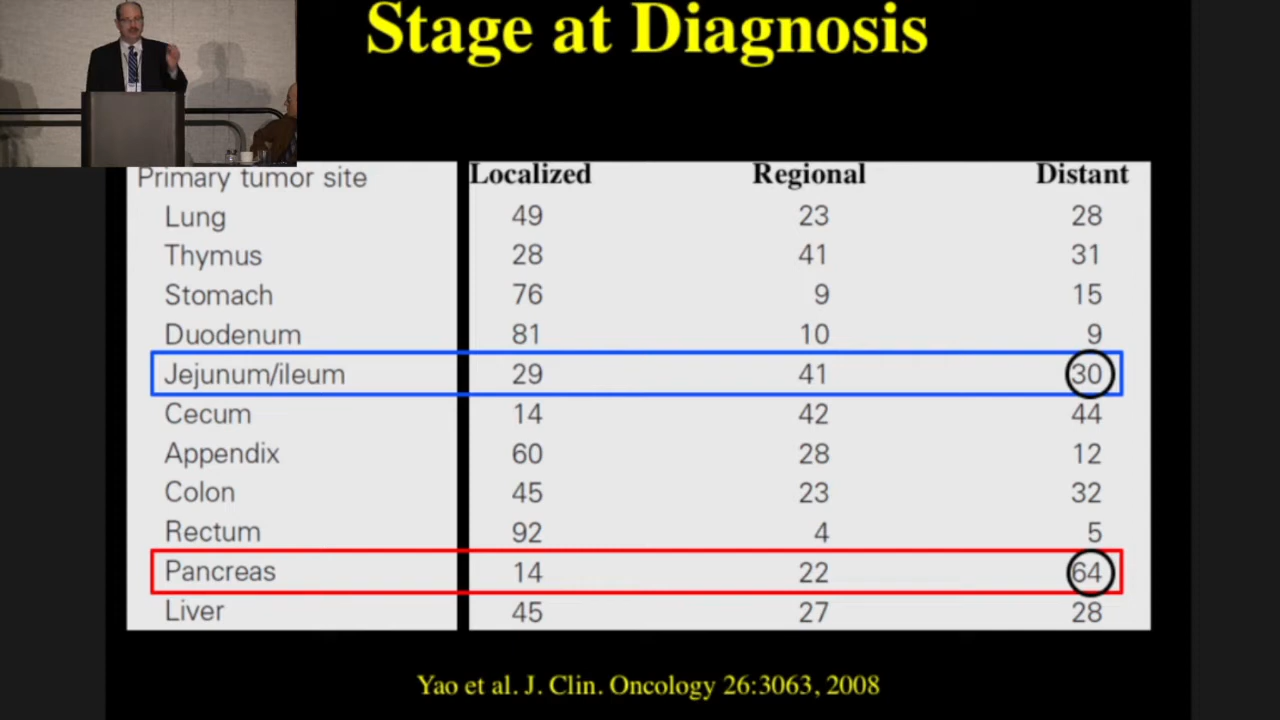 Stage at Diagnosis
Primary tumor site Localized Regional Distant
Lung 49 23 28
Thymus 28 41 31
Stomach 76 9 15
Duodenum 81 10 9
Jejunum/ileum 29 41 30
Cecum 14 42 44
Appendix 60 28 12
Colon 45 23 32
Rectum 92 4 5
Pancreas 14 22 64
Liver 45 27 28
Yao et al. J. Clin. Oncology 26:3063, 2008